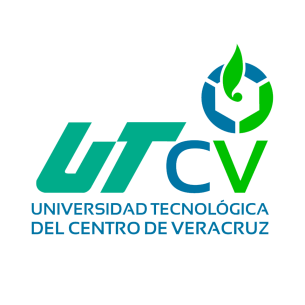 UTCV
UNIVERSIDAD TECNOLÓGICA
DEL CENTRO DE VERACRUZ